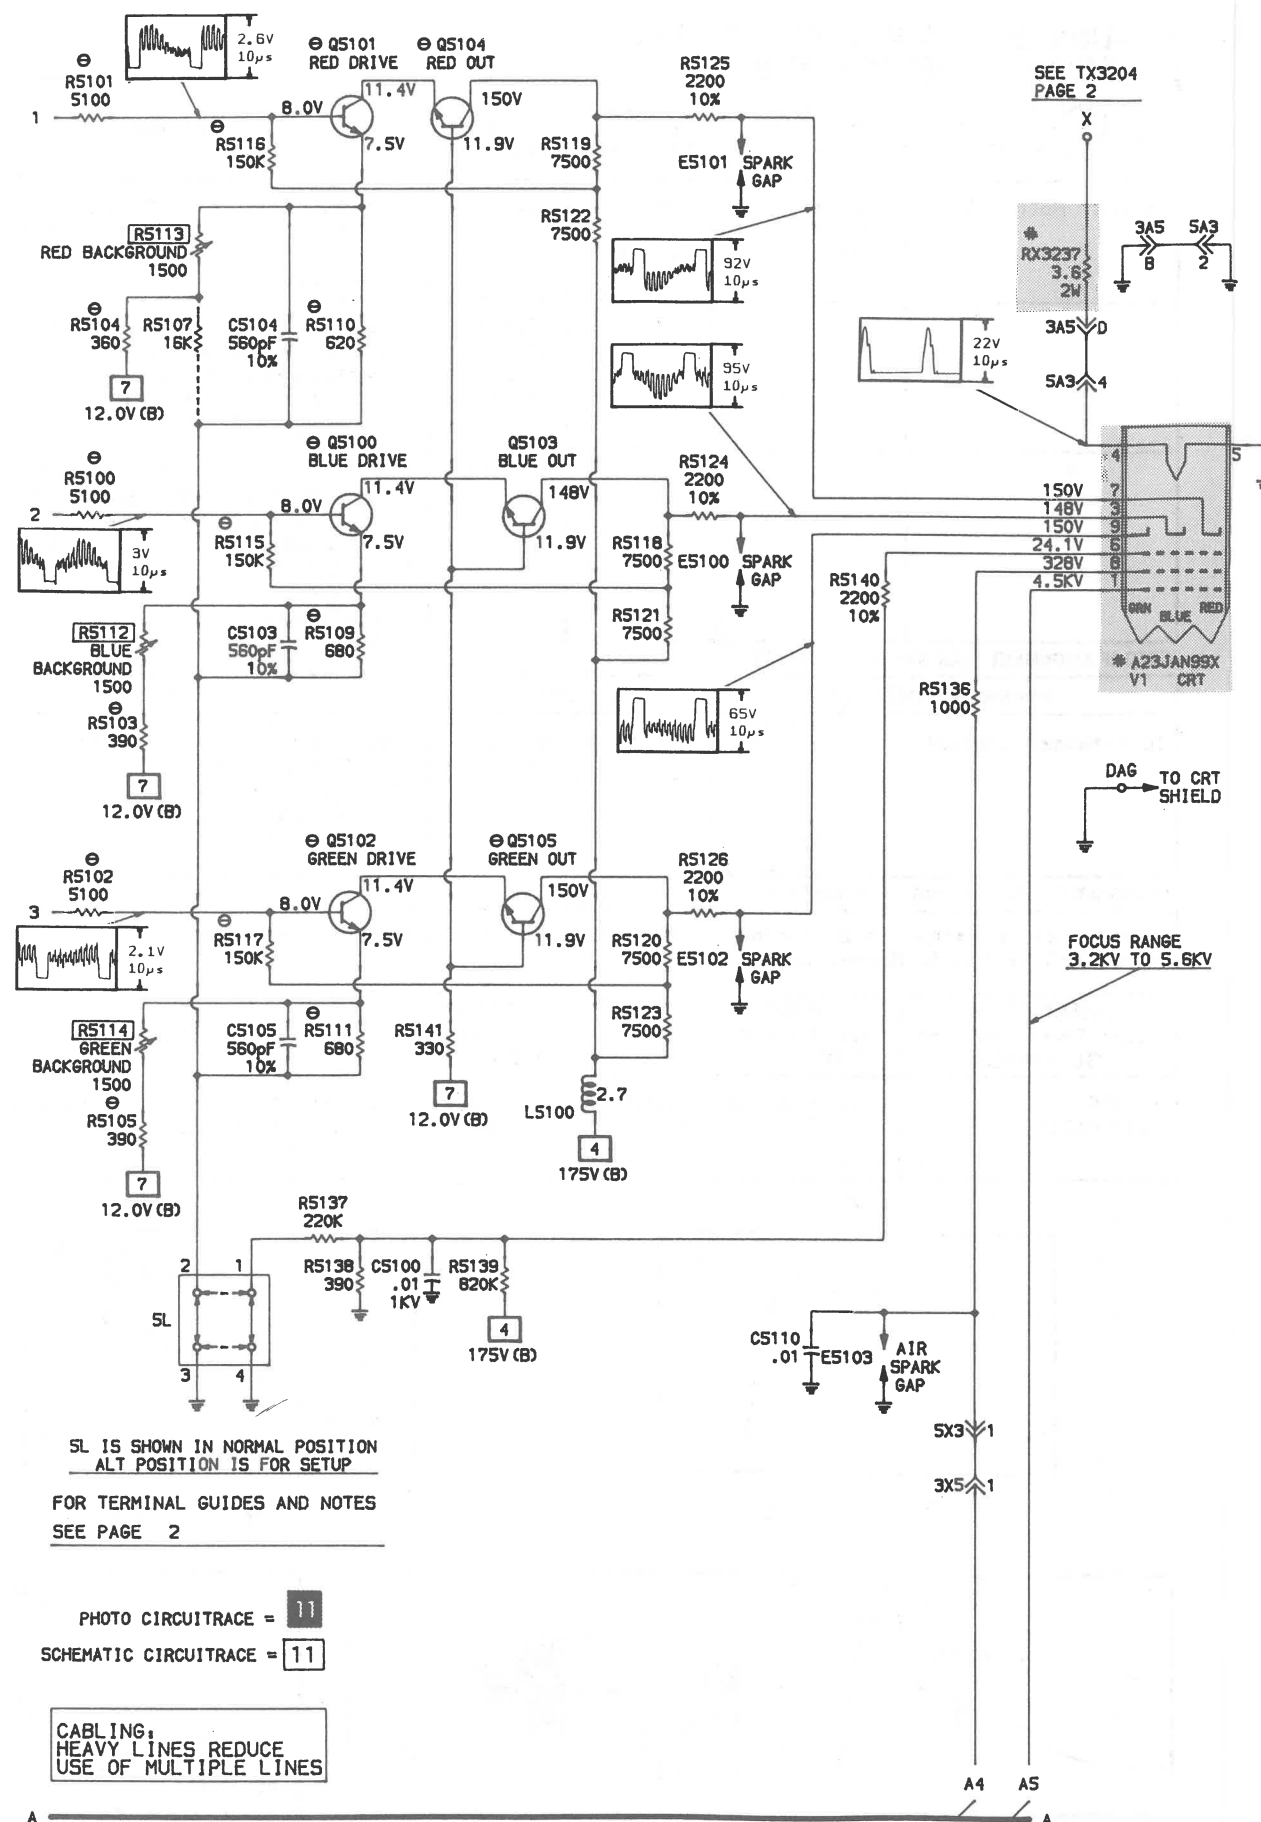 2.6V
10µs
⊖
R5101
5100
1
⊖ Q5101
RED DRIVE
⊖ Q5104
RED OUT
11.4V
8.0V
7.5V
150V
11.9V
⊖
R5116
150K
R5125
2200
10%
R5119
7500
E5101
SPARK
GAP
R5122
7500
SEE TX3204
PAGE 2
X
#
RX3237
3.6
2W
3A5
B
5A3
2
3A5
D
5A3
4
R5113
RED BACKGROUND
1500
⊖
R5104
360
R5107
16K
C5104
560pF
10%
⊖
R5110
620
7
12.0V(B)
92V
10µs
95V
10µs
22V
10µs
⊖
R5100
5100
2
⊖ Q5100
BLUE DRIVE
Q5103
BLUE OUT
11.4V
8.0V
7.5V
148V
11.9V
3V
10µs
⊖
R5115
150K
R5124
2200
10%
R5118
7500
E5100
SPARK
GAP
R5121
7500
R5140
2200
10%
4
5
150V
7
148V
3
150V
9
24.1V
6
328V
8
4.5KV
1
GRN
BLUE
RED
# A23JAN99X
V1 CRT
R5112
BLUE
BACKGROUND
1500
⊖
R5103
390
C5103
560pF
10%
⊖
R5109
680
7
12.0V(B)
65V
10µs
R5136
1000
DAG
TO CRT
SHIELD
⊖
R5102
5100
3
⊖ Q5102
GREEN DRIVE
⊖ Q5105
GREEN OUT
11.4V
8.0V
7.5V
150V
11.9V
2.1V
10µs
⊖
R5117
150K
R5126
2200
10%
R5120
7500
E5102
SPARK
GAP
FOCUS RANGE
3.2KV TO 5.6KV
R5114
GREEN
BACKGROUND
1500
⊖
R5105
390
C5105
560pF
10%
⊖
R5111
680
R5141
330
R5123
7500
7
12.0V(B)
L5100
2.7
4
175V(B)
7
12.0V(B)
R5137
220K
R5138
390
C5100
.01
1KV
R5139
820K
4
175V(B)
2
1
5L
3
4
C5110
.01
E5103
AIR
SPARK
GAP
5X3
1
3X5
1
5L IS SHOWN IN NORMAL POSITION
ALT POSITION IS FOR SETUP
FOR TERMINAL GUIDES AND NOTES
SEE PAGE 2
PHOTO CIRCUITRACE = 11
SCHEMATIC CIRCUITRACE = 11
CABLING:
HEAVY LINES REDUCE
USE OF MULTIPLE LINES
A4
A5
A
A